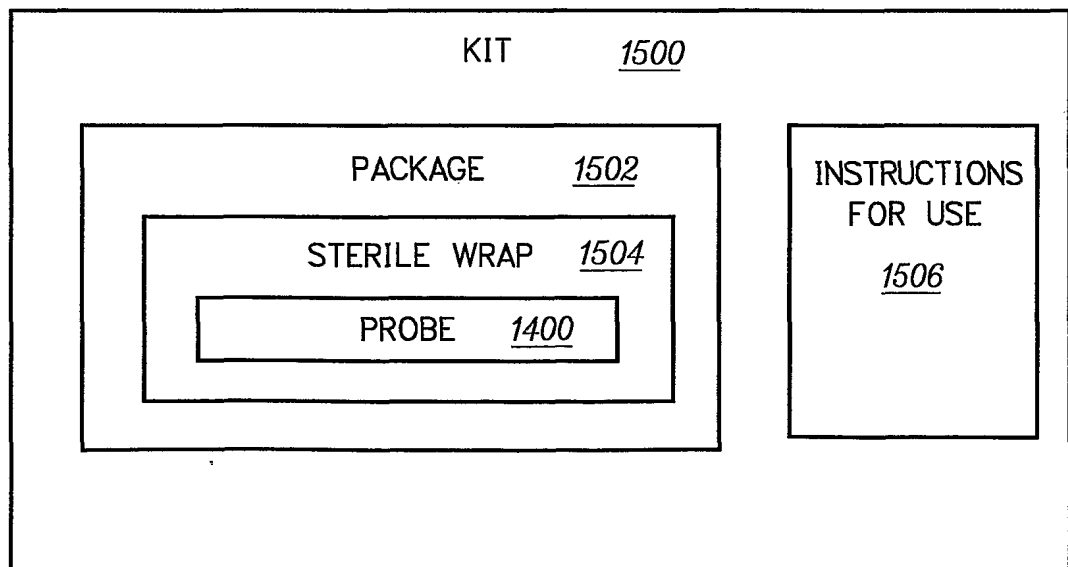 KIT 1500
PACKAGE 1502
STERILE WRAP 1504
PROBE 1400
INSTRUCTIONS
FOR USE
1506